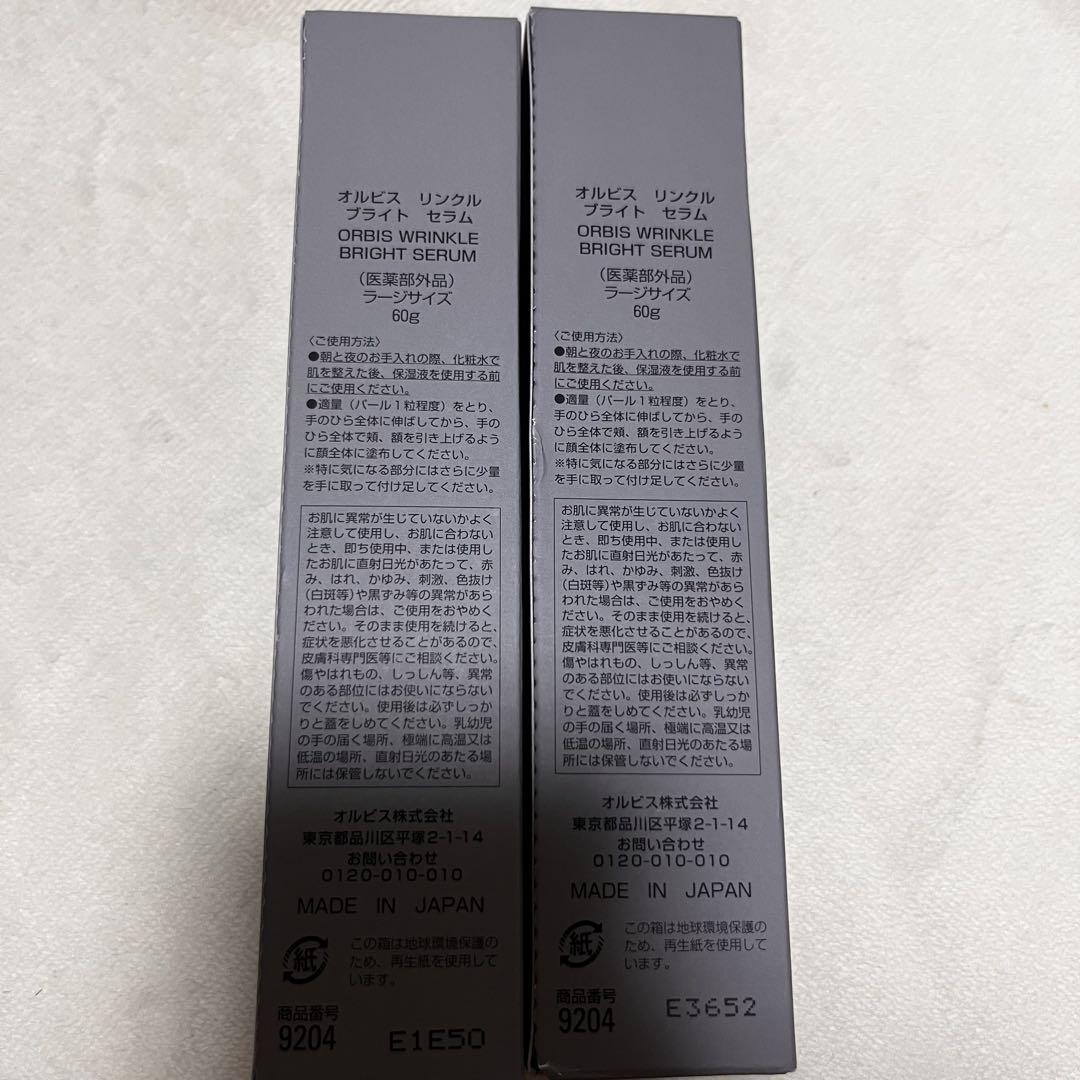 オルビス リンクル
ブライト セラム
ORBIS WRINKLE
BRIGHT SERUM
（医薬部外品）
ラージサイズ
60g
〈ご使用方法〉
●朝と夜のお手入れの際、化粧水で
肌を整えた後、保湿液を使用する前
にご使用ください。
●適量（パール1粒程度）をとり、
手のひら全体に伸ばしてから、手の
ひら全体で頬、額を引き上げるよう
に顔全体に塗布してください。
※特に気になる部分にはさらに少量
を手に取って付け足してください。
お肌に異常が生じていないかよく
注意して使用し、お肌に合わない
とき、即ち使用中、または使用し
たお肌に直射日光があたって、赤
み、はれ、かゆみ、刺激、色抜け
(白斑等)や黒ずみ等の異常があら
われた場合は、ご使用をおやめく
ださい。そのまま使用を続けると、
症状を悪化させることがあるので、
皮膚科専門医等にご相談ください。
傷やはれもの、しっしん等、異常
のある部位にはお使いにならない
でください。使用後は必ずしっか
りと蓋をしめてください。乳幼児
の手の届く場所、極端に高温又は
低温の場所、直射日光のあたる場
所には保管しないでください。
オルビス株式会社
東京都品川区平塚2-1-14
お問い合わせ
0120-010-010
MADE IN JAPAN
紙
この箱は地球環境保護の
ため、再生紙を使用して
います。
商品番号
9204
E1E50
オルビス リンクル
ブライト セラム
ORBIS WRINKLE
BRIGHT SERUM
（医薬部外品）
ラージサイズ
60g
〈ご使用方法〉
●朝と夜のお手入れの際、化粧水で
肌を整えた後、保湿液を使用する前
にご使用ください。
●適量（パール1粒程度）をとり、
手のひら全体に伸ばしてから、手の
ひら全体で頬、額を引き上げるよう
に顔全体に塗布してください。
※特に気になる部分にはさらに少量
を手に取って付け足してください。
お肌に異常が生じていないかよく
注意して使用し、お肌に合わない
とき、即ち使用中、または使用し
たお肌に直射日光があたって、赤
み、はれ、かゆみ、刺激、色抜け
(白斑等)や黒ずみ等の異常があら
われた場合は、ご使用をおやめく
ださい。そのまま使用を続けると、
症状を悪化させることがあるので、
皮膚科専門医等にご相談ください。
傷やはれもの、しっしん等、異常
のある部位にはお使いにならない
でください。使用後は必ずしっか
りと蓋をしめてください。乳幼児
の手の届く場所、極端に高温又は
低温の場所、直射日光のあたる場
所には保管しないでください。
オルビス株式会社
東京都品川区平塚2-1-14
お問い合わせ
0120-010-010
MADE IN JAPAN
紙
この箱は地球環境保護の
ため、再生紙を使用して
います。
商品番号
9204
E3652